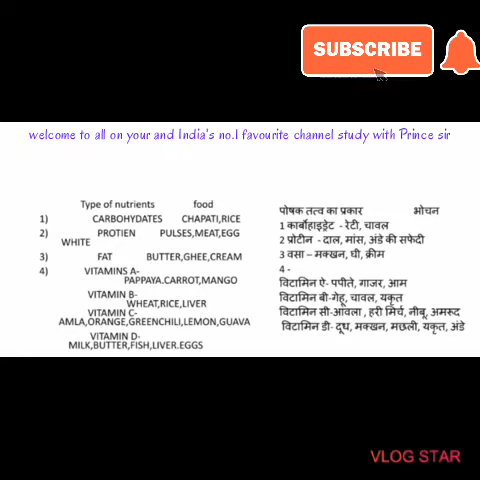 SUBSCRIBE
welcome to all on your and India's no.1 favourite channel study with Prince sir
Type of nutrients food
1) CARBOHYDATES CHAPATI,RICE
2) PROTIEN PULSES,MEAT,EGG
WHITE
3) FAT BUTTER,GHEE,CREAM
4) VITAMINS A-
PAPPAYA.CARROT,MANGO
VITAMIN B-
WHEAT,RICE,LIVER
VITAMIN C-
AMLA,ORANGE,GREENCHILI,LEMON,GUAVA
VITAMIN D-
MILK,BUTTER,FISH,LIVER.EGGS
पोषक तत्व का प्रकार भोचन
1 कार्बोहाइड्रेट - रेटी, चावल
2 प्रोटीन - दाल, मांस, अंडे की सफेदी
3 वसा – मक्खन, घी, क्रीम
4 -
विटामिन ऐ- पपीते, गाजर, आम
विटामिन बी-गेहू, चावल, यकृत
विटामिन सी-आंवला , हरी मिर्च, नीबू, अमरूद
विटामिन डी- दूध, मक्खन, मछली, यकृत, अंडे
VLOG STAR